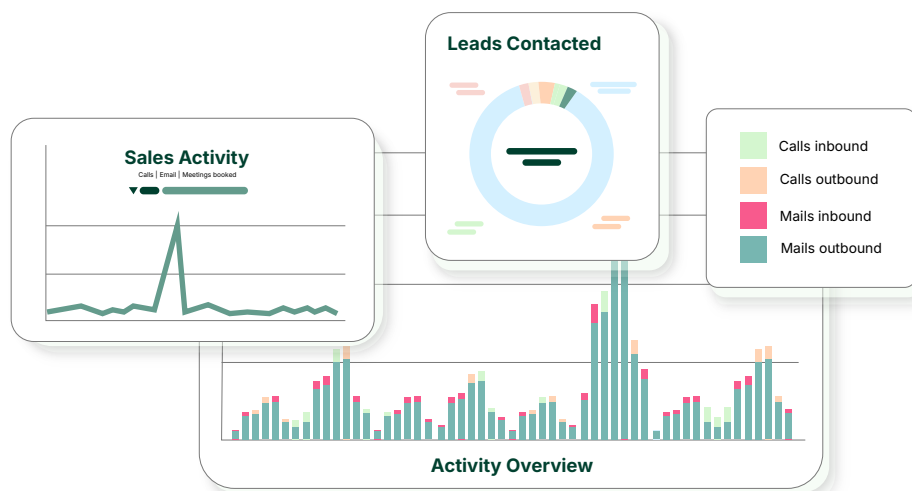 Leads Contacted
Sales Activity
Calls | Email | Meetings booked
Calls inbound
Calls outbound
Mails inbound
Mails outbound
Activity Overview